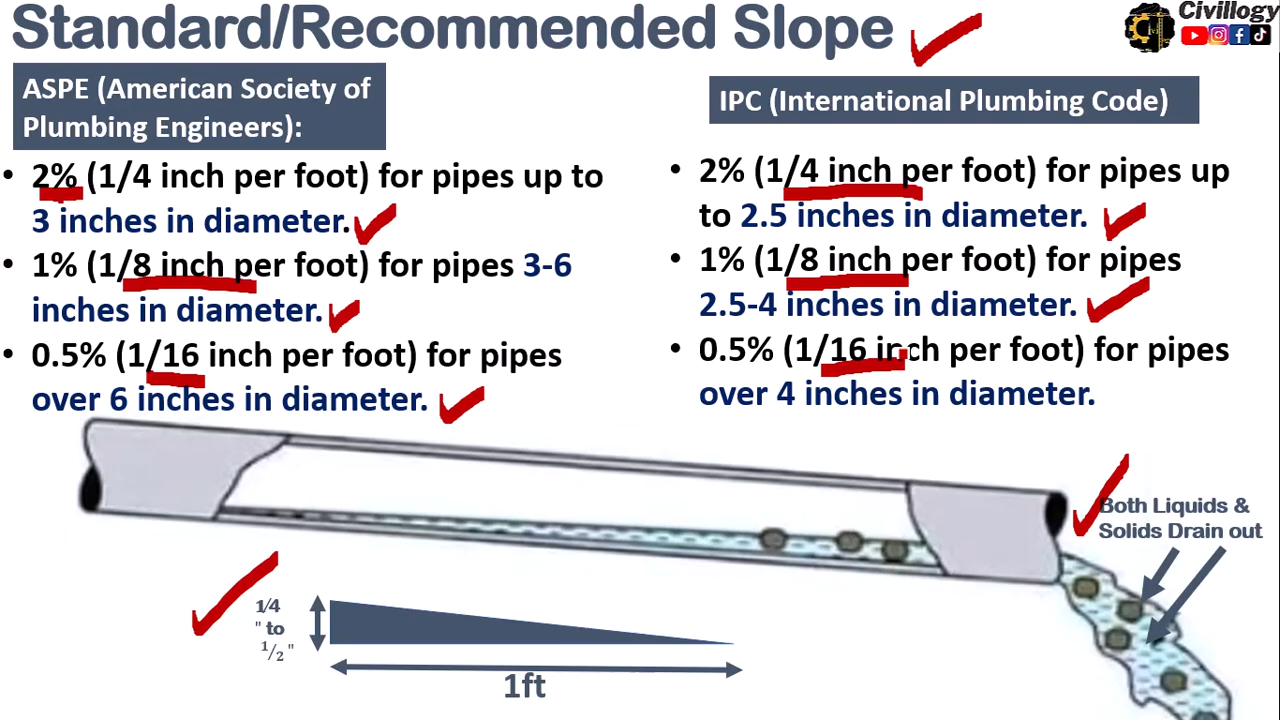 Standard/Recommended Slope
Civillogy
ASPE (American Society of
Plumbing Engineers):
• 2% (1/4 inch per foot) for pipes up to
3 inches in diameter.
• 1% (1/8 inch per foot) for pipes 3-6
inches in diameter.
• 0.5% (1/16 inch per foot) for pipes
over 6 inches in diameter.
IPC (International Plumbing Code)
• 2% (1/4 inch per foot) for pipes up
to 2.5 inches in diameter.
• 1% (1/8 inch per foot) for pipes
2.5-4 inches in diameter.
• 0.5% (1/16 inch per foot) for pipes
over 4 inches in diameter.
Both Liquids &
Solids Drain out
1/4
" to
1/2 "
1ft